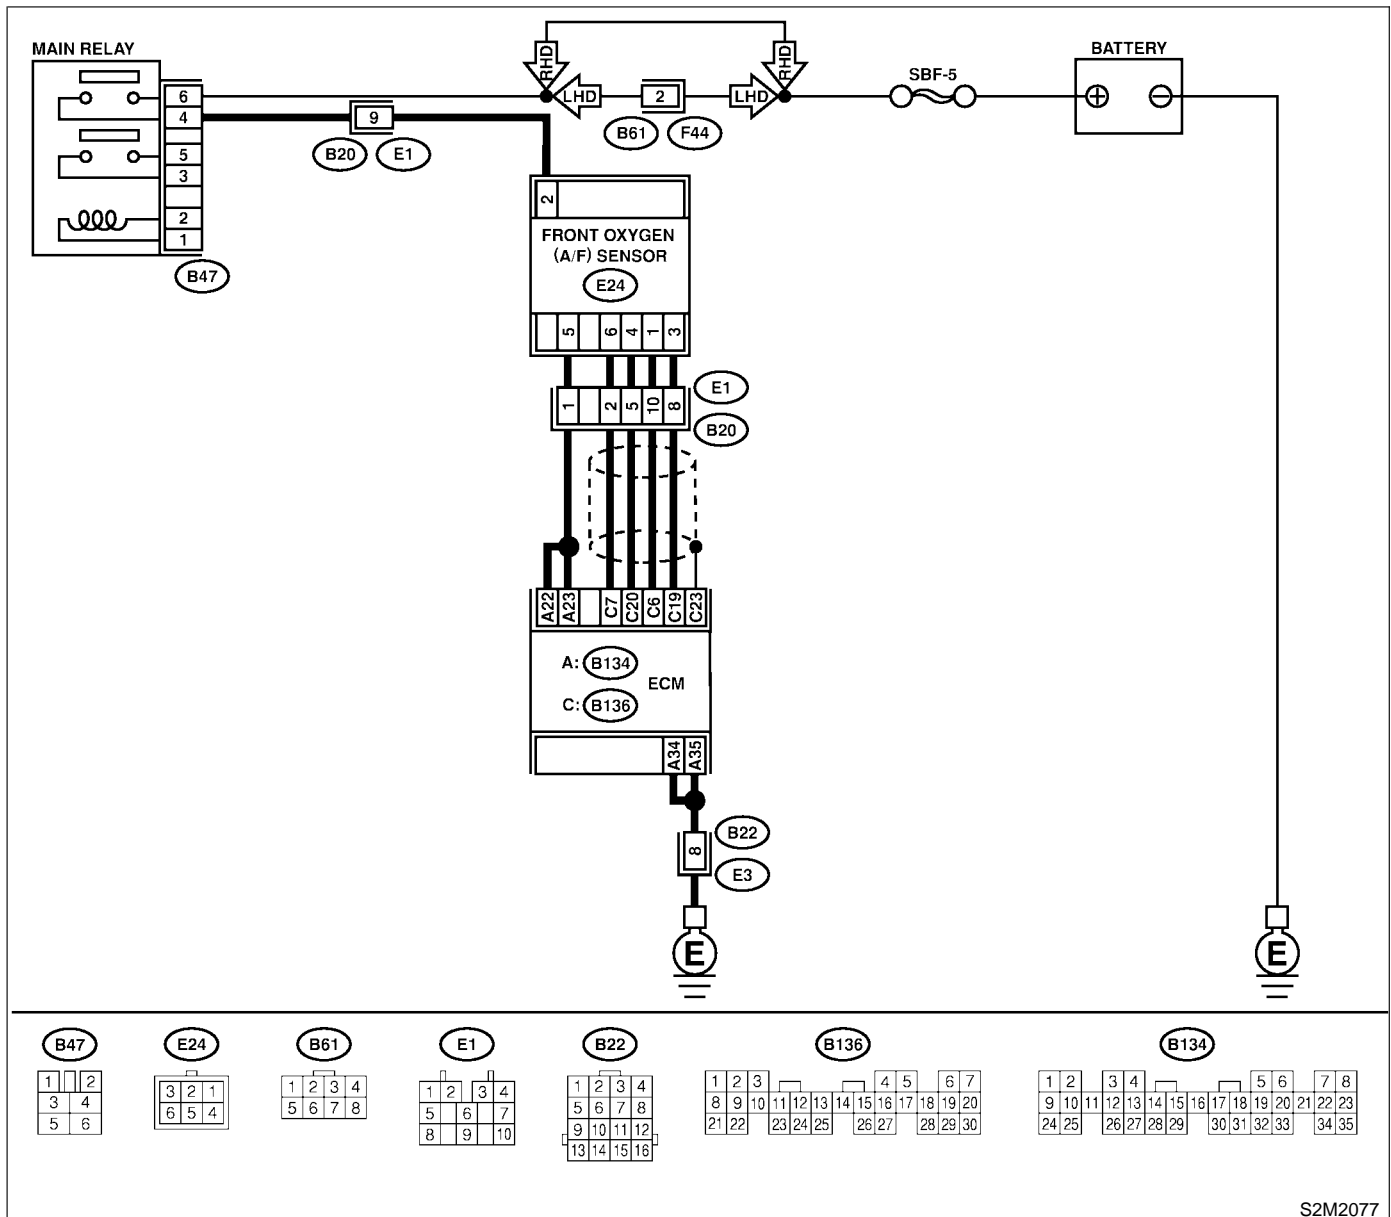 MAIN RELAY
BATTERY
SBF-5
RHD
RHD
LHD
2
LHD
B61
F44
6
4
5
3
2
1
B47
9
B20
E1
2
FRONT OXYGEN
(A/F) SENSOR
E24
5 6 4 1 3
1 2 5 10 8
E1
B20
A22 A23 C7 C20 C6 C19 C23
A: B134
ECM
C: B136
A34 A35
8
B22
E3
E
E
B47
1 2
3 4
5 6
E24
3 2 1
6 5 4
B61
1 2 3 4
5 6 7 8
E1
1 2 3 4
5 6 7
8 9 10
B22
1 2 3 4
5 6 7 8
9 10 11 12
13 14 15 16
B136
1 2 3 4 5 6 7
8 9 10 11 12 13 14 15 16 17 18 19 20
21 22 23 24 25 26 27 28 29 30
B134
1 2 3 4 5 6 7 8
9 10 11 12 13 14 15 16 17 18 19 20 21 22 23
24 25 26 27 28 29 30 31 32 33 34 35
S2M2077